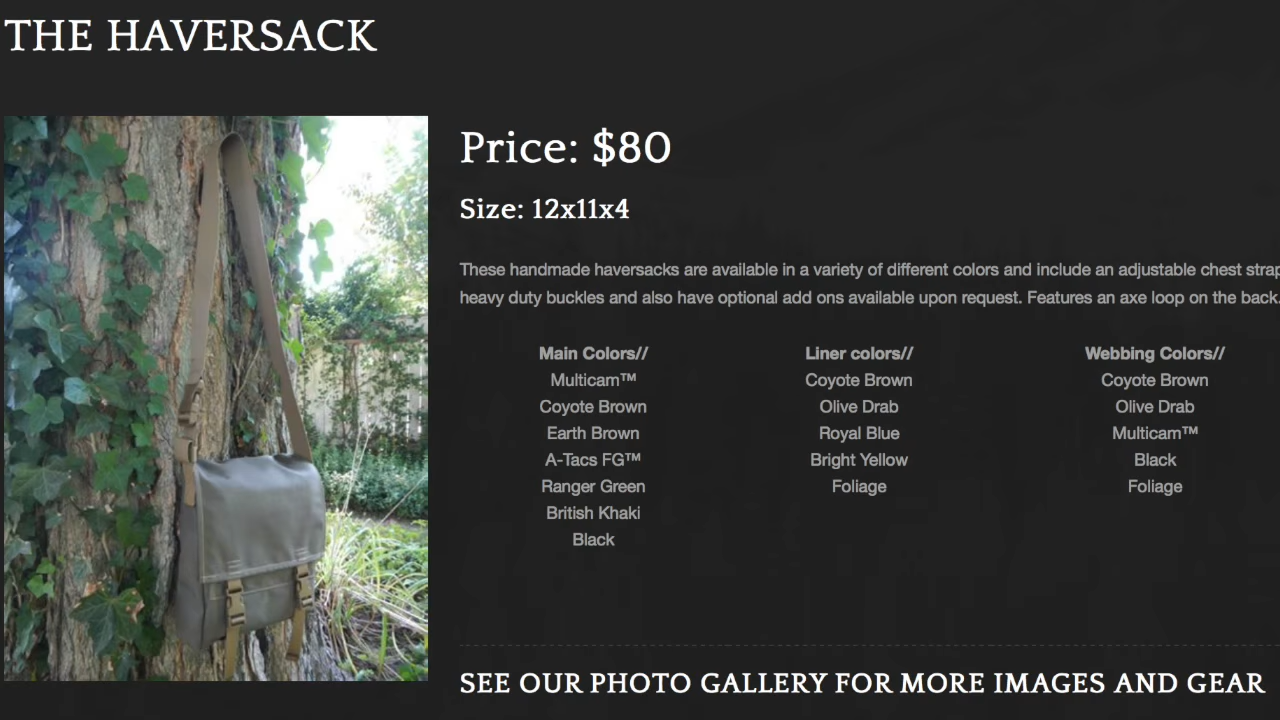 THE HAVERSACK
Price: $80
Size: 12x11x4
These handmade haversacks are available in a variety of different colors and include an adjustable chest strap
heavy duty buckles and also have optional add ons available upon request. Features an axe loop on the back.
Main Colors//
Multicam™
Coyote Brown
Earth Brown
A-Tacs FG™
Ranger Green
British Khaki
Black
Liner colors//
Coyote Brown
Olive Drab
Royal Blue
Bright Yellow
Foliage
Webbing Colors//
Coyote Brown
Olive Drab
Multicam™
Black
Foliage
SEE OUR PHOTO GALLERY FOR MORE IMAGES AND GEAR